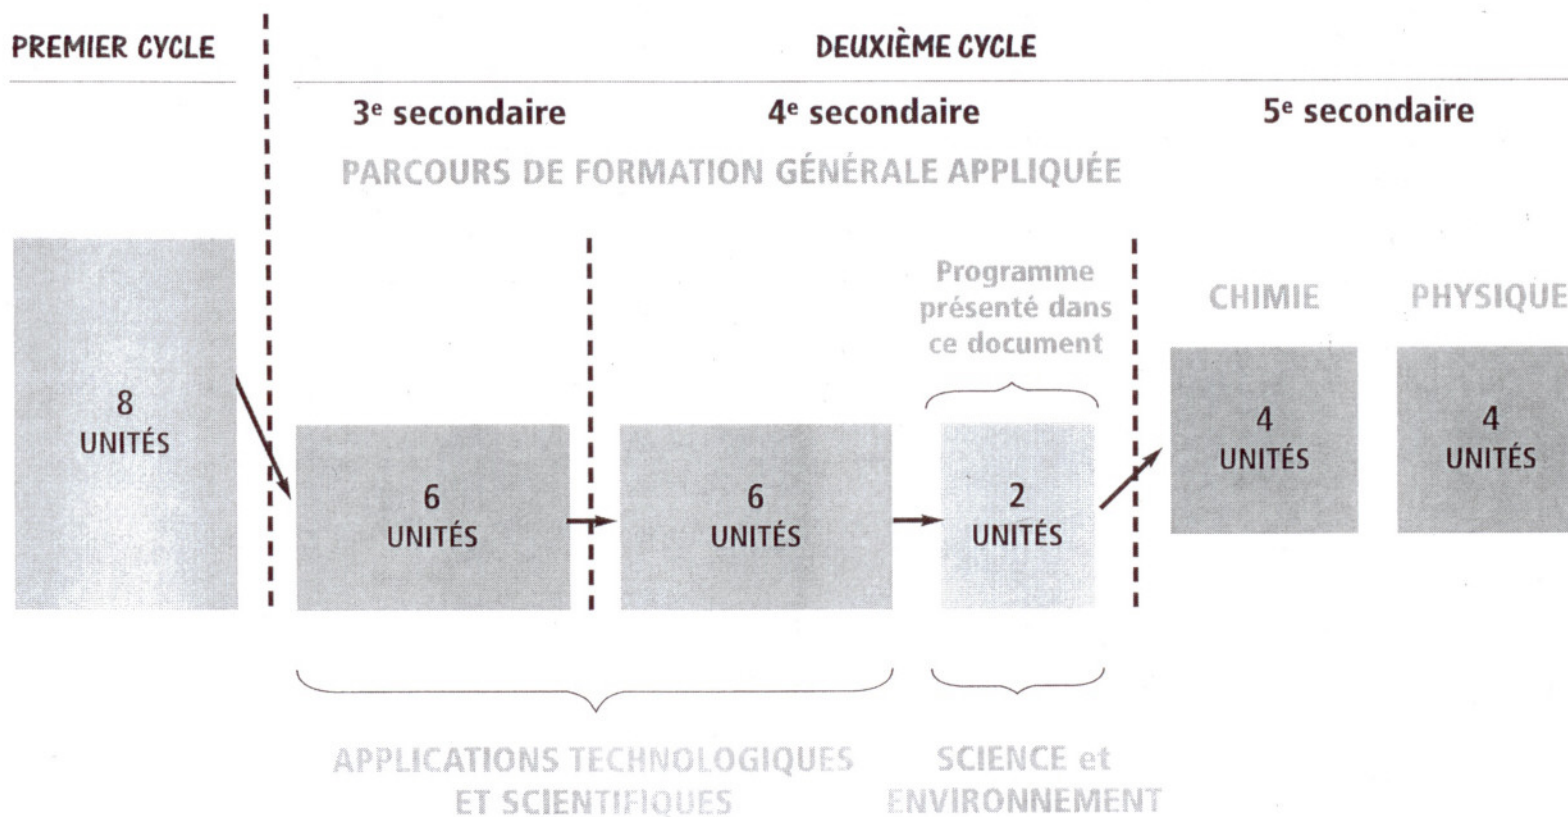 PREMIER CYCLE
DEUXIÈME CYCLE
3e secondaire
4e secondaire
5e secondaire
PARCOURS DE FORMATION GÉNÉRALE APPLIQUÉE
8
UNITÉS
6
UNITÉS
6
UNITÉS
Programme
présenté dans
ce document
2
UNITÉS
CHIMIE
4
UNITÉS
PHYSIQUE
4
UNITÉS
APPLICATIONS TECHNOLOGIQUES
ET SCIENTIFIQUES
SCIENCE et
ENVIRONNEMENT